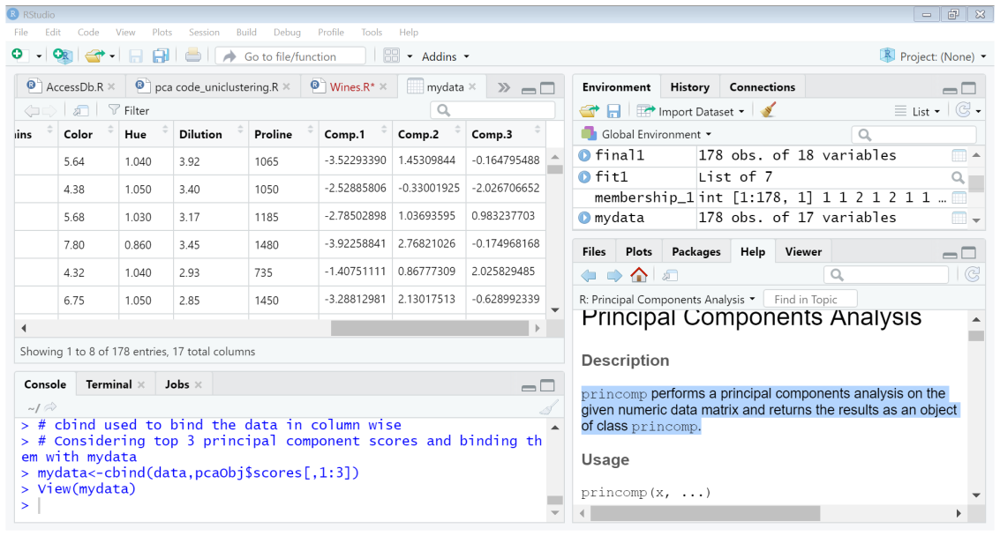 RStudio
File Edit Code View Plots Session Build Debug Profile Tools Help
Go to file/function Addins Project: (None)
AccessDb.R pca code_uniclustering.R Wines.R* mydata
Filter
ins Color Hue Dilution Proline Comp.1 Comp.2 Comp.3
5.64 1.040 3.92 1065 -3.52293390 1.45309844 -0.164795488
4.38 1.050 3.40 1050 -2.52885806 -0.33001925 -2.026706652
5.68 1.030 3.17 1185 -2.78502898 1.03693595 0.983237703
7.80 0.860 3.45 1480 -3.92258841 2.76821026 -0.174968168
4.32 1.040 2.93 735 -1.40751111 0.86777309 2.025829485
6.75 1.050 2.85 1450 -3.28812981 2.13017513 -0.628992339
Showing 1 to 8 of 178 entries, 17 total columns
Console Terminal Jobs
~/
> # cbind used to bind the data in column wise
> # Considering top 3 principal component scores and binding th
em with mydata
> mydata<-cbind(data,pcaObj$scores[,1:3])
> View(mydata)
>
Environment History Connections
Import Dataset List
Global Environment
final1 178 obs. of 18 variables
fit1 List of 7
membership_1 int [1:178, 1] 1 1 2 1 2 1 1 …
mydata 178 obs. of 17 variables
Files Plots Packages Help Viewer
R: Principal Components Analysis Find in Topic
Principal Components Analysis
Description
princomp performs a principal components analysis on the
given numeric data matrix and returns the results as an object
of class princomp.
Usage
princomp(x, ...)